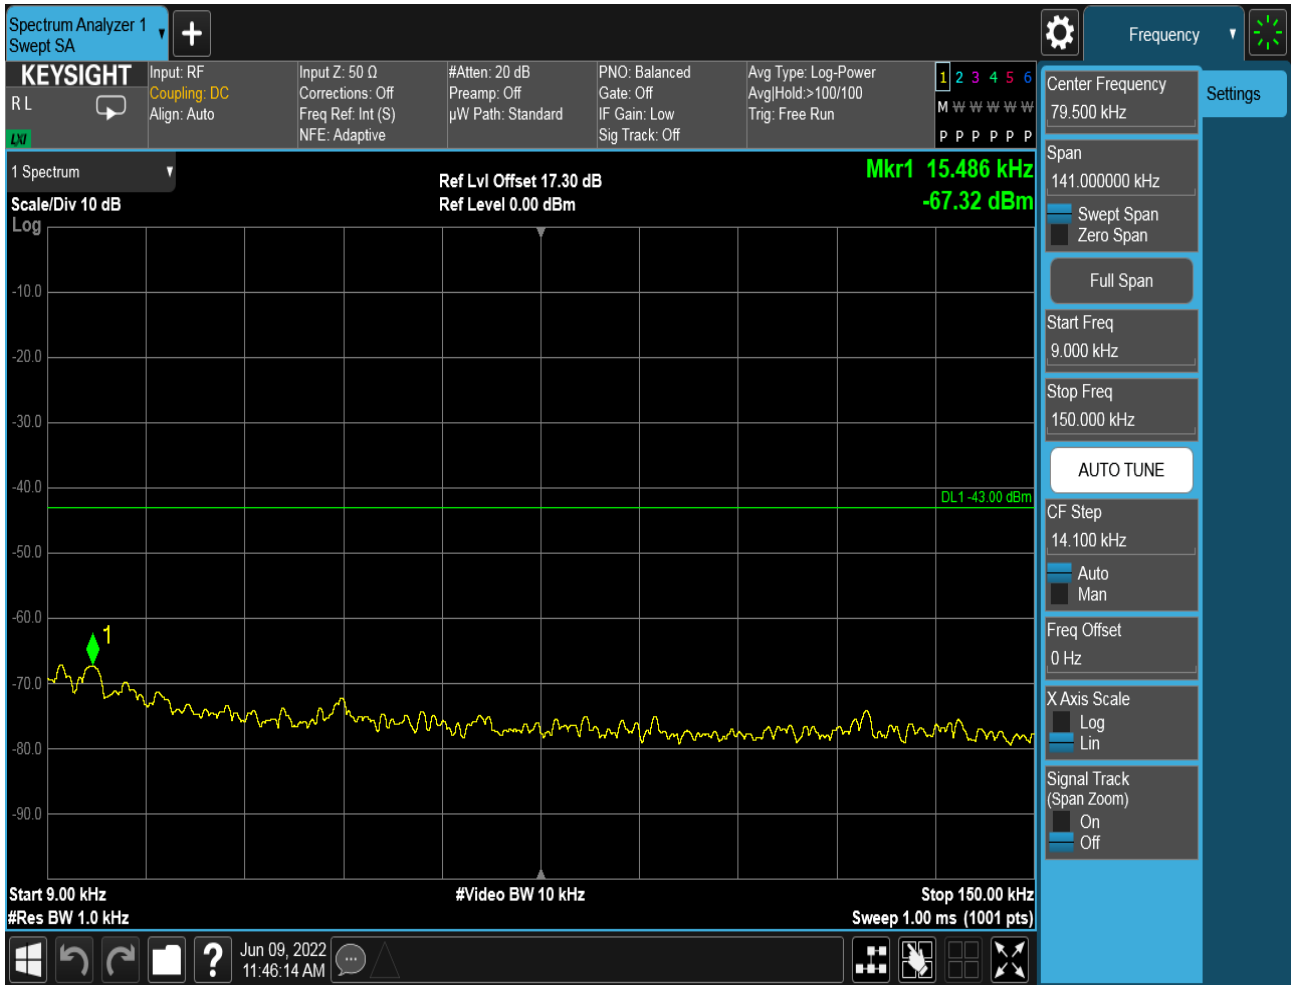 Spectrum Analyzer 1
Swept SA
Frequency
KEYSIGHT
R L
LXI
Input: RF
Coupling: DC
Align: Auto
Input Z: 50 Ω
Corrections: Off
Freq Ref: Int (S)
NFE: Adaptive
#Atten: 20 dB
Preamp: Off
µW Path: Standard
PNO: Balanced
Gate: Off
IF Gain: Low
Sig Track: Off
Avg Type: Log-Power
Avg|Hold:>100/100
Trig: Free Run
1 2 3 4 5 6
M W W W W W
P P P P P P
1 Spectrum
Scale/Div 10 dB
Log
Ref Lvl Offset 17.30 dB
Ref Level 0.00 dBm
Mkr1 15.486 kHz
-67.32 dBm
-10.0
-20.0
-30.0
-40.0
DL1 -43.00 dBm
-50.0
-60.0
1
-70.0
-80.0
-90.0
Start 9.00 kHz
#Video BW 10 kHz
Stop 150.00 kHz
#Res BW 1.0 kHz
Sweep 1.00 ms (1001 pts)
Jun 09, 2022
11:46:14 AM
Settings
Center Frequency
79.500 kHz
Span
141.000000 kHz
Swept Span
Zero Span
Full Span
Start Freq
9.000 kHz
Stop Freq
150.000 kHz
AUTO TUNE
CF Step
14.100 kHz
Auto
Man
Freq Offset
0 Hz
X Axis Scale
Log
Lin
Signal Track
(Span Zoom)
On
Off